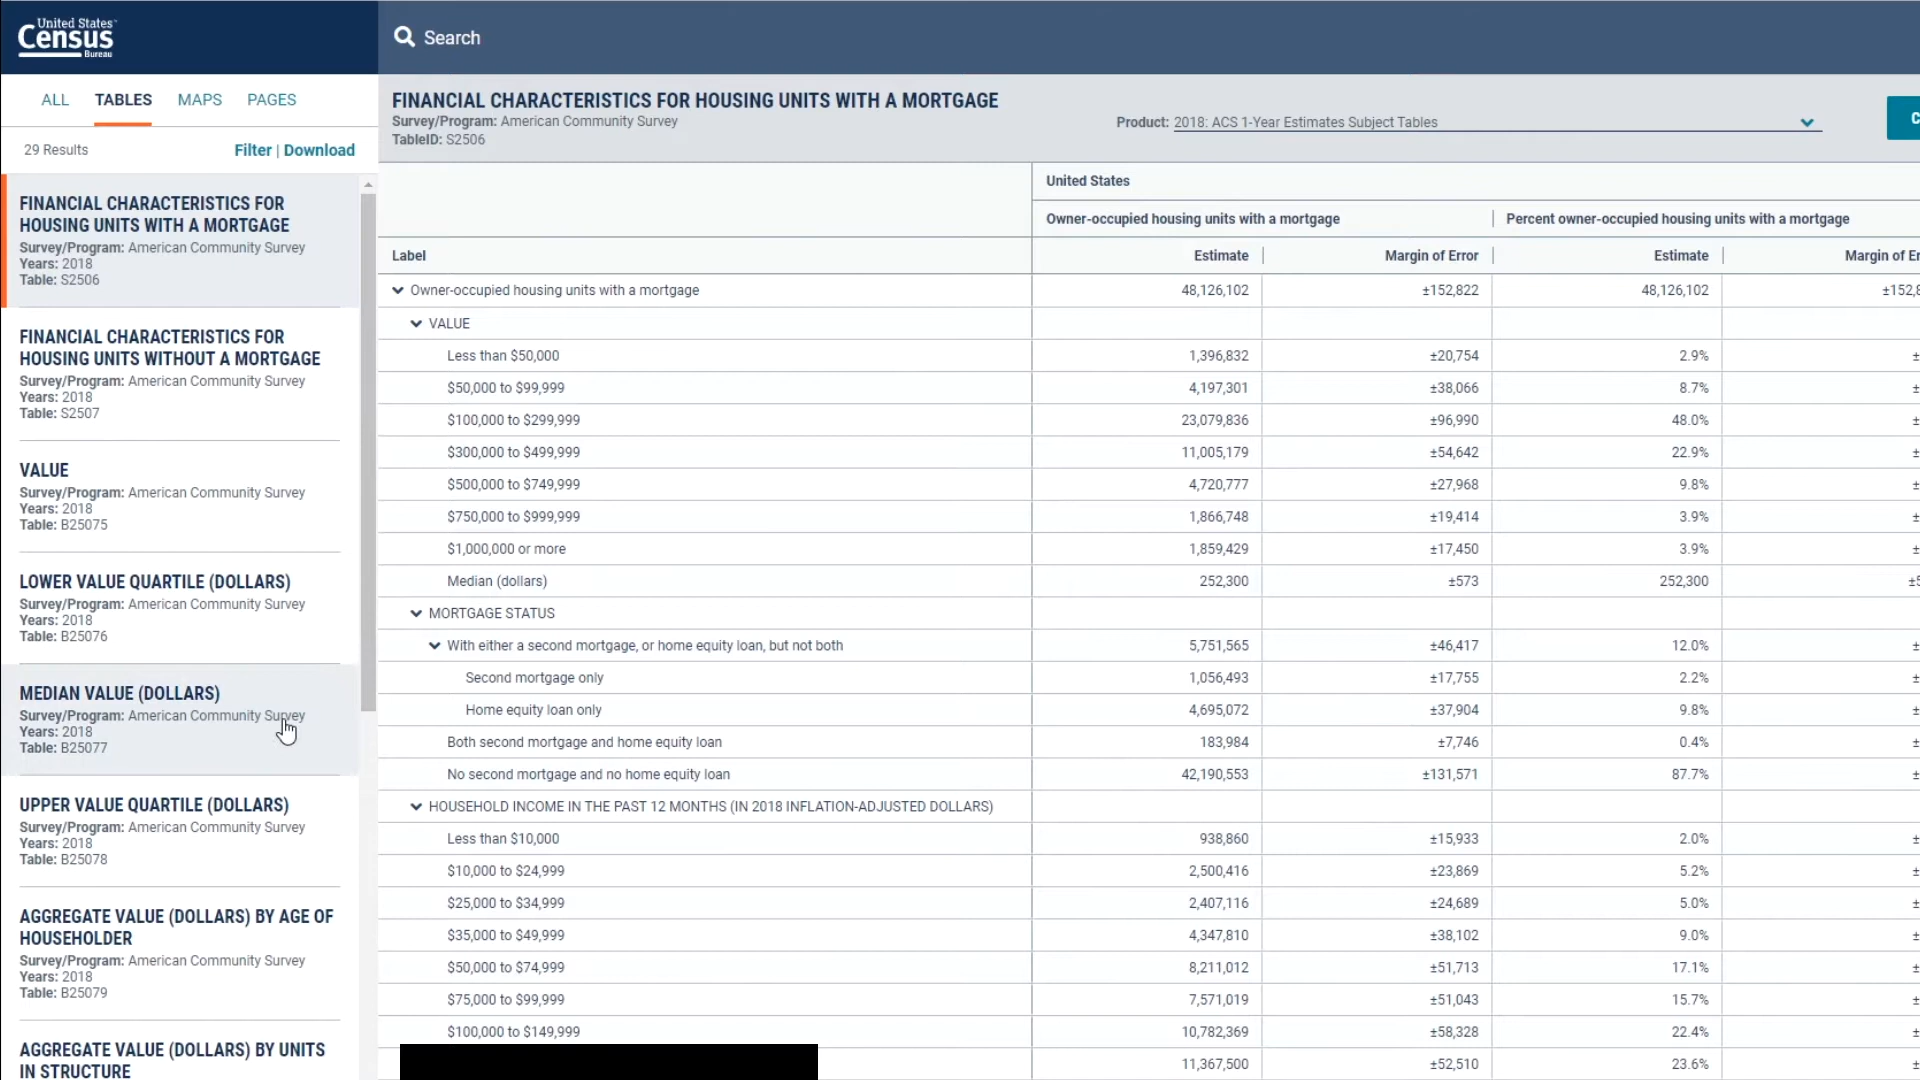 United States™
Census
Bureau
Search
ALL TABLES MAPS PAGES
29 Results Filter | Download
FINANCIAL CHARACTERISTICS FOR
HOUSING UNITS WITH A MORTGAGE
Survey/Program: American Community Survey
Years: 2018
Table: S2506
FINANCIAL CHARACTERISTICS FOR
HOUSING UNITS WITHOUT A MORTGAGE
Survey/Program: American Community Survey
Years: 2018
Table: S2507
VALUE
Survey/Program: American Community Survey
Years: 2018
Table: B25075
LOWER VALUE QUARTILE (DOLLARS)
Survey/Program: American Community Survey
Years: 2018
Table: B25076
MEDIAN VALUE (DOLLARS)
Survey/Program: American Community Survey
Years: 2018
Table: B25077
UPPER VALUE QUARTILE (DOLLARS)
Survey/Program: American Community Survey
Years: 2018
Table: B25078
AGGREGATE VALUE (DOLLARS) BY AGE OF
HOUSEHOLDER
Survey/Program: American Community Survey
Years: 2018
Table: B25079
AGGREGATE VALUE (DOLLARS) BY UNITS
IN STRUCTURE
FINANCIAL CHARACTERISTICS FOR HOUSING UNITS WITH A MORTGAGE
Survey/Program: American Community Survey
TableID: S2506
Product: 2018: ACS 1-Year Estimates Subject Tables
C
United States
Owner-occupied housing units with a mortgage Percent owner-occupied housing units with a mortgage
Label Estimate Margin of Error Estimate Margin of Er
Owner-occupied housing units with a mortgage 48,126,102 ±152,822 48,126,102 ±152,8
VALUE
Less than $50,000 1,396,832 ±20,754 2.9% ±
$50,000 to $99,999 4,197,301 ±38,066 8.7% ±
$100,000 to $299,999 23,079,836 ±96,990 48.0% ±
$300,000 to $499,999 11,005,179 ±54,642 22.9% ±
$500,000 to $749,999 4,720,777 ±27,968 9.8% ±
$750,000 to $999,999 1,866,748 ±19,414 3.9% ±
$1,000,000 or more 1,859,429 ±17,450 3.9% ±
Median (dollars) 252,300 ±573 252,300 ±5
MORTGAGE STATUS
With either a second mortgage, or home equity loan, but not both 5,751,565 ±46,417 12.0% ±
Second mortgage only 1,056,493 ±17,755 2.2% ±
Home equity loan only 4,695,072 ±37,904 9.8% ±
Both second mortgage and home equity loan 183,984 ±7,746 0.4% ±
No second mortgage and no home equity loan 42,190,553 ±131,571 87.7% ±
HOUSEHOLD INCOME IN THE PAST 12 MONTHS (IN 2018 INFLATION-ADJUSTED DOLLARS)
Less than $10,000 938,860 ±15,933 2.0% ±
$10,000 to $24,999 2,500,416 ±23,869 5.2% ±
$25,000 to $34,999 2,407,116 ±24,689 5.0% ±
$35,000 to $49,999 4,347,810 ±38,102 9.0% ±
$50,000 to $74,999 8,211,012 ±51,713 17.1% ±
$75,000 to $99,999 7,571,019 ±51,043 15.7% ±
$100,000 to $149,999 10,782,369 ±58,328 22.4% ±
11,367,500 ±52,510 23.6% ±